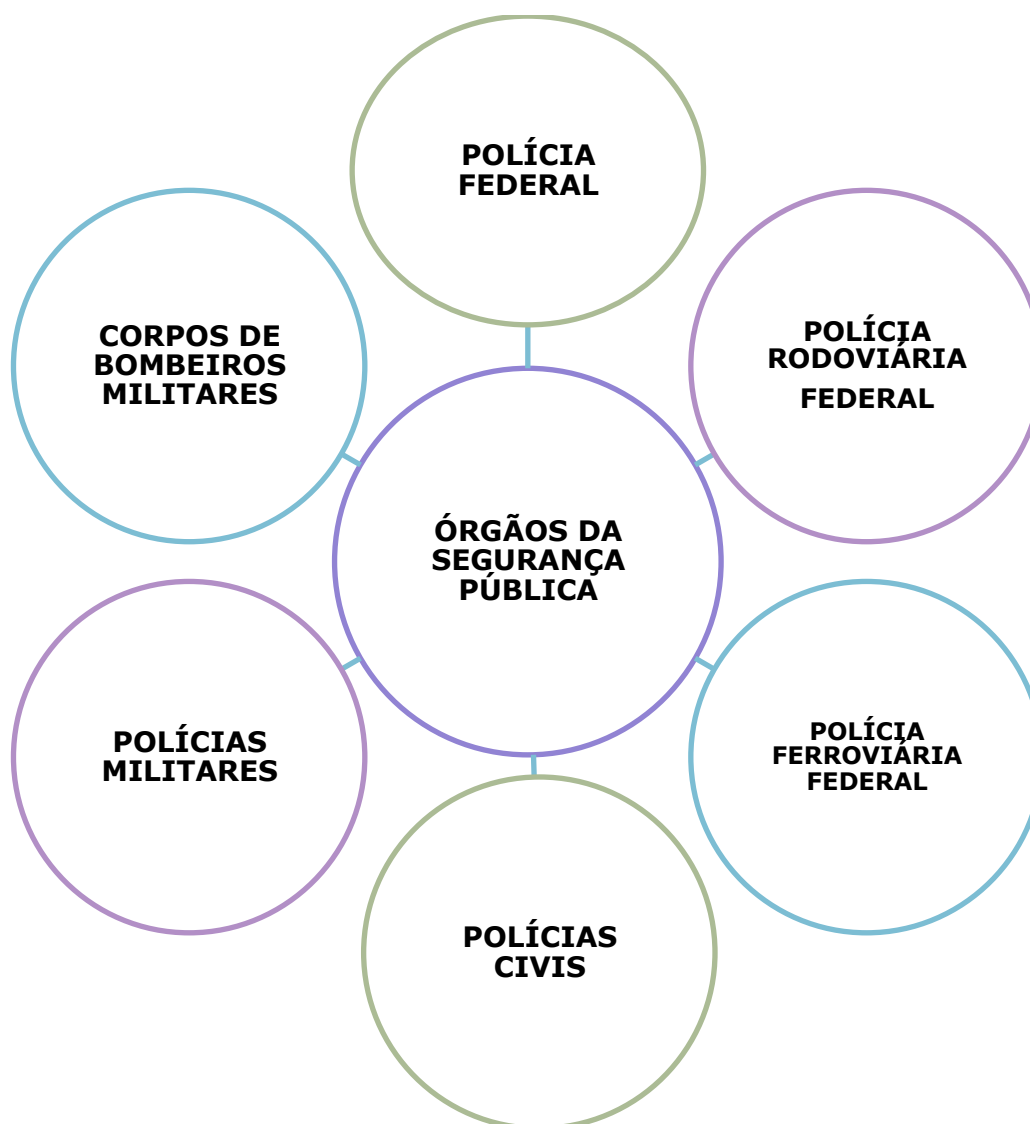 POLÍCIA
FEDERAL
CORPOS DE
BOMBEIROS
MILITARES
POLÍCIA
RODOVIÁRIA
FEDERAL
ÓRGÃOS DA
SEGURANÇA
PÚBLICA
POLÍCIAS
MILITARES
POLÍCIA
FERROVIÁRIA
FEDERAL
POLÍCIAS
CIVIS